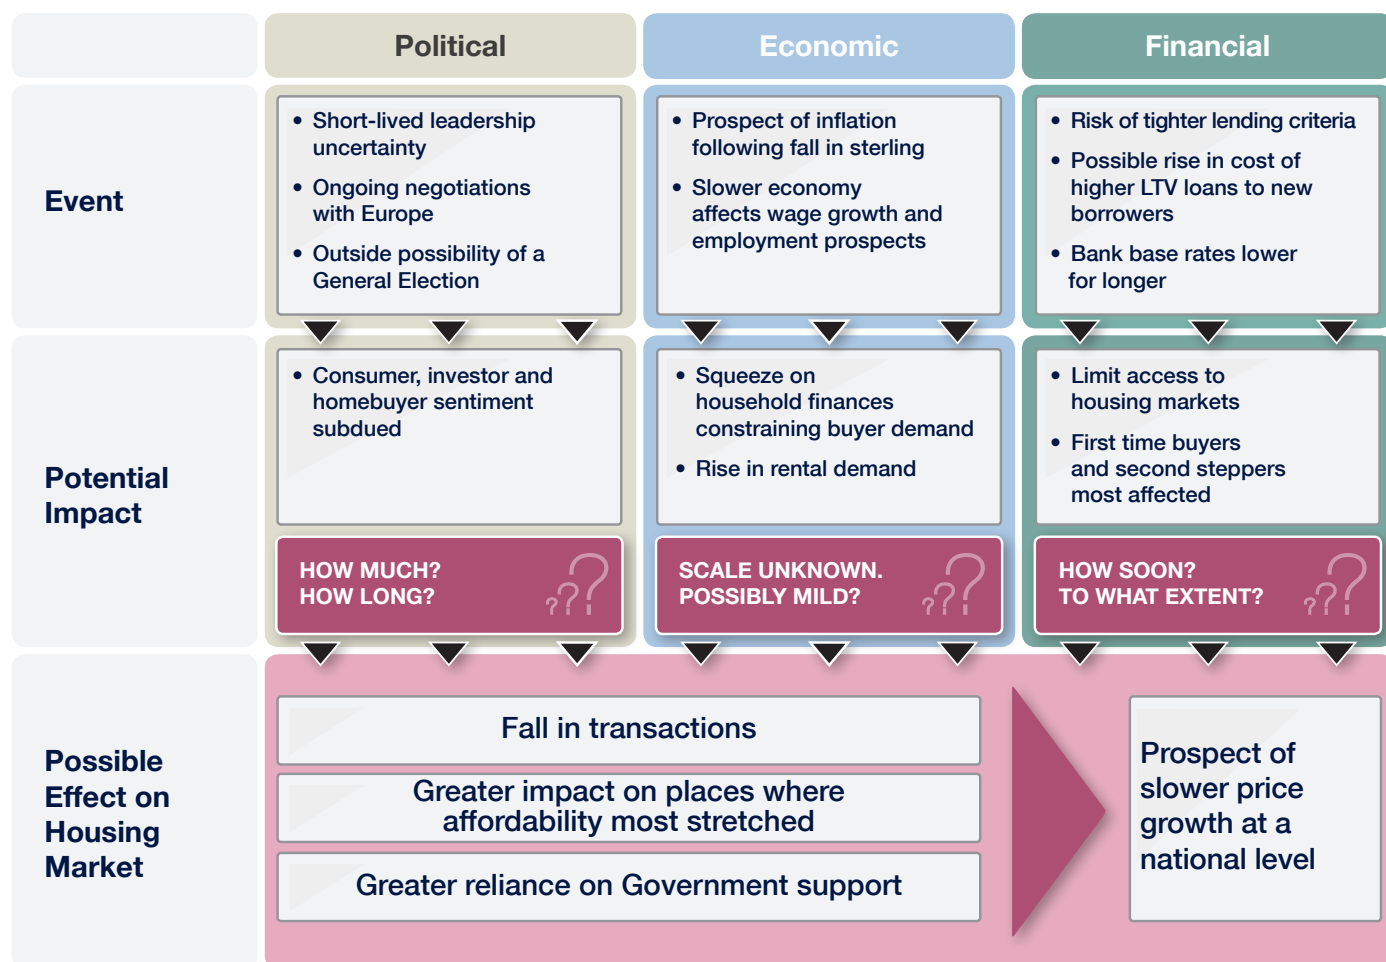 Political
Economic
Financial
Event
• Short-lived leadership
uncertainty
• Ongoing negotiations
with Europe
• Outside possibility of a
General Election
• Prospect of inflation
following fall in sterling
• Slower economy
affects wage growth and
employment prospects
• Risk of tighter lending criteria
• Possible rise in cost of
higher LTV loans to new
borrowers
• Bank base rates lower
for longer
Potential
Impact
• Consumer, investor and
homebuyer sentiment
subdued
• Squeeze on
household finances
constraining buyer demand
• Rise in rental demand
• Limit access to
housing markets
• First time buyers
and second steppers
most affected
HOW MUCH?
HOW LONG?
???
SCALE UNKNOWN.
POSSIBLY MILD?
???
HOW SOON?
TO WHAT EXTENT?
???
Possible
Effect on
Housing
Market
Fall in transactions
Greater impact on places where
affordability most stretched
Greater reliance on Government support
Prospect of
slower price
growth at a
national level